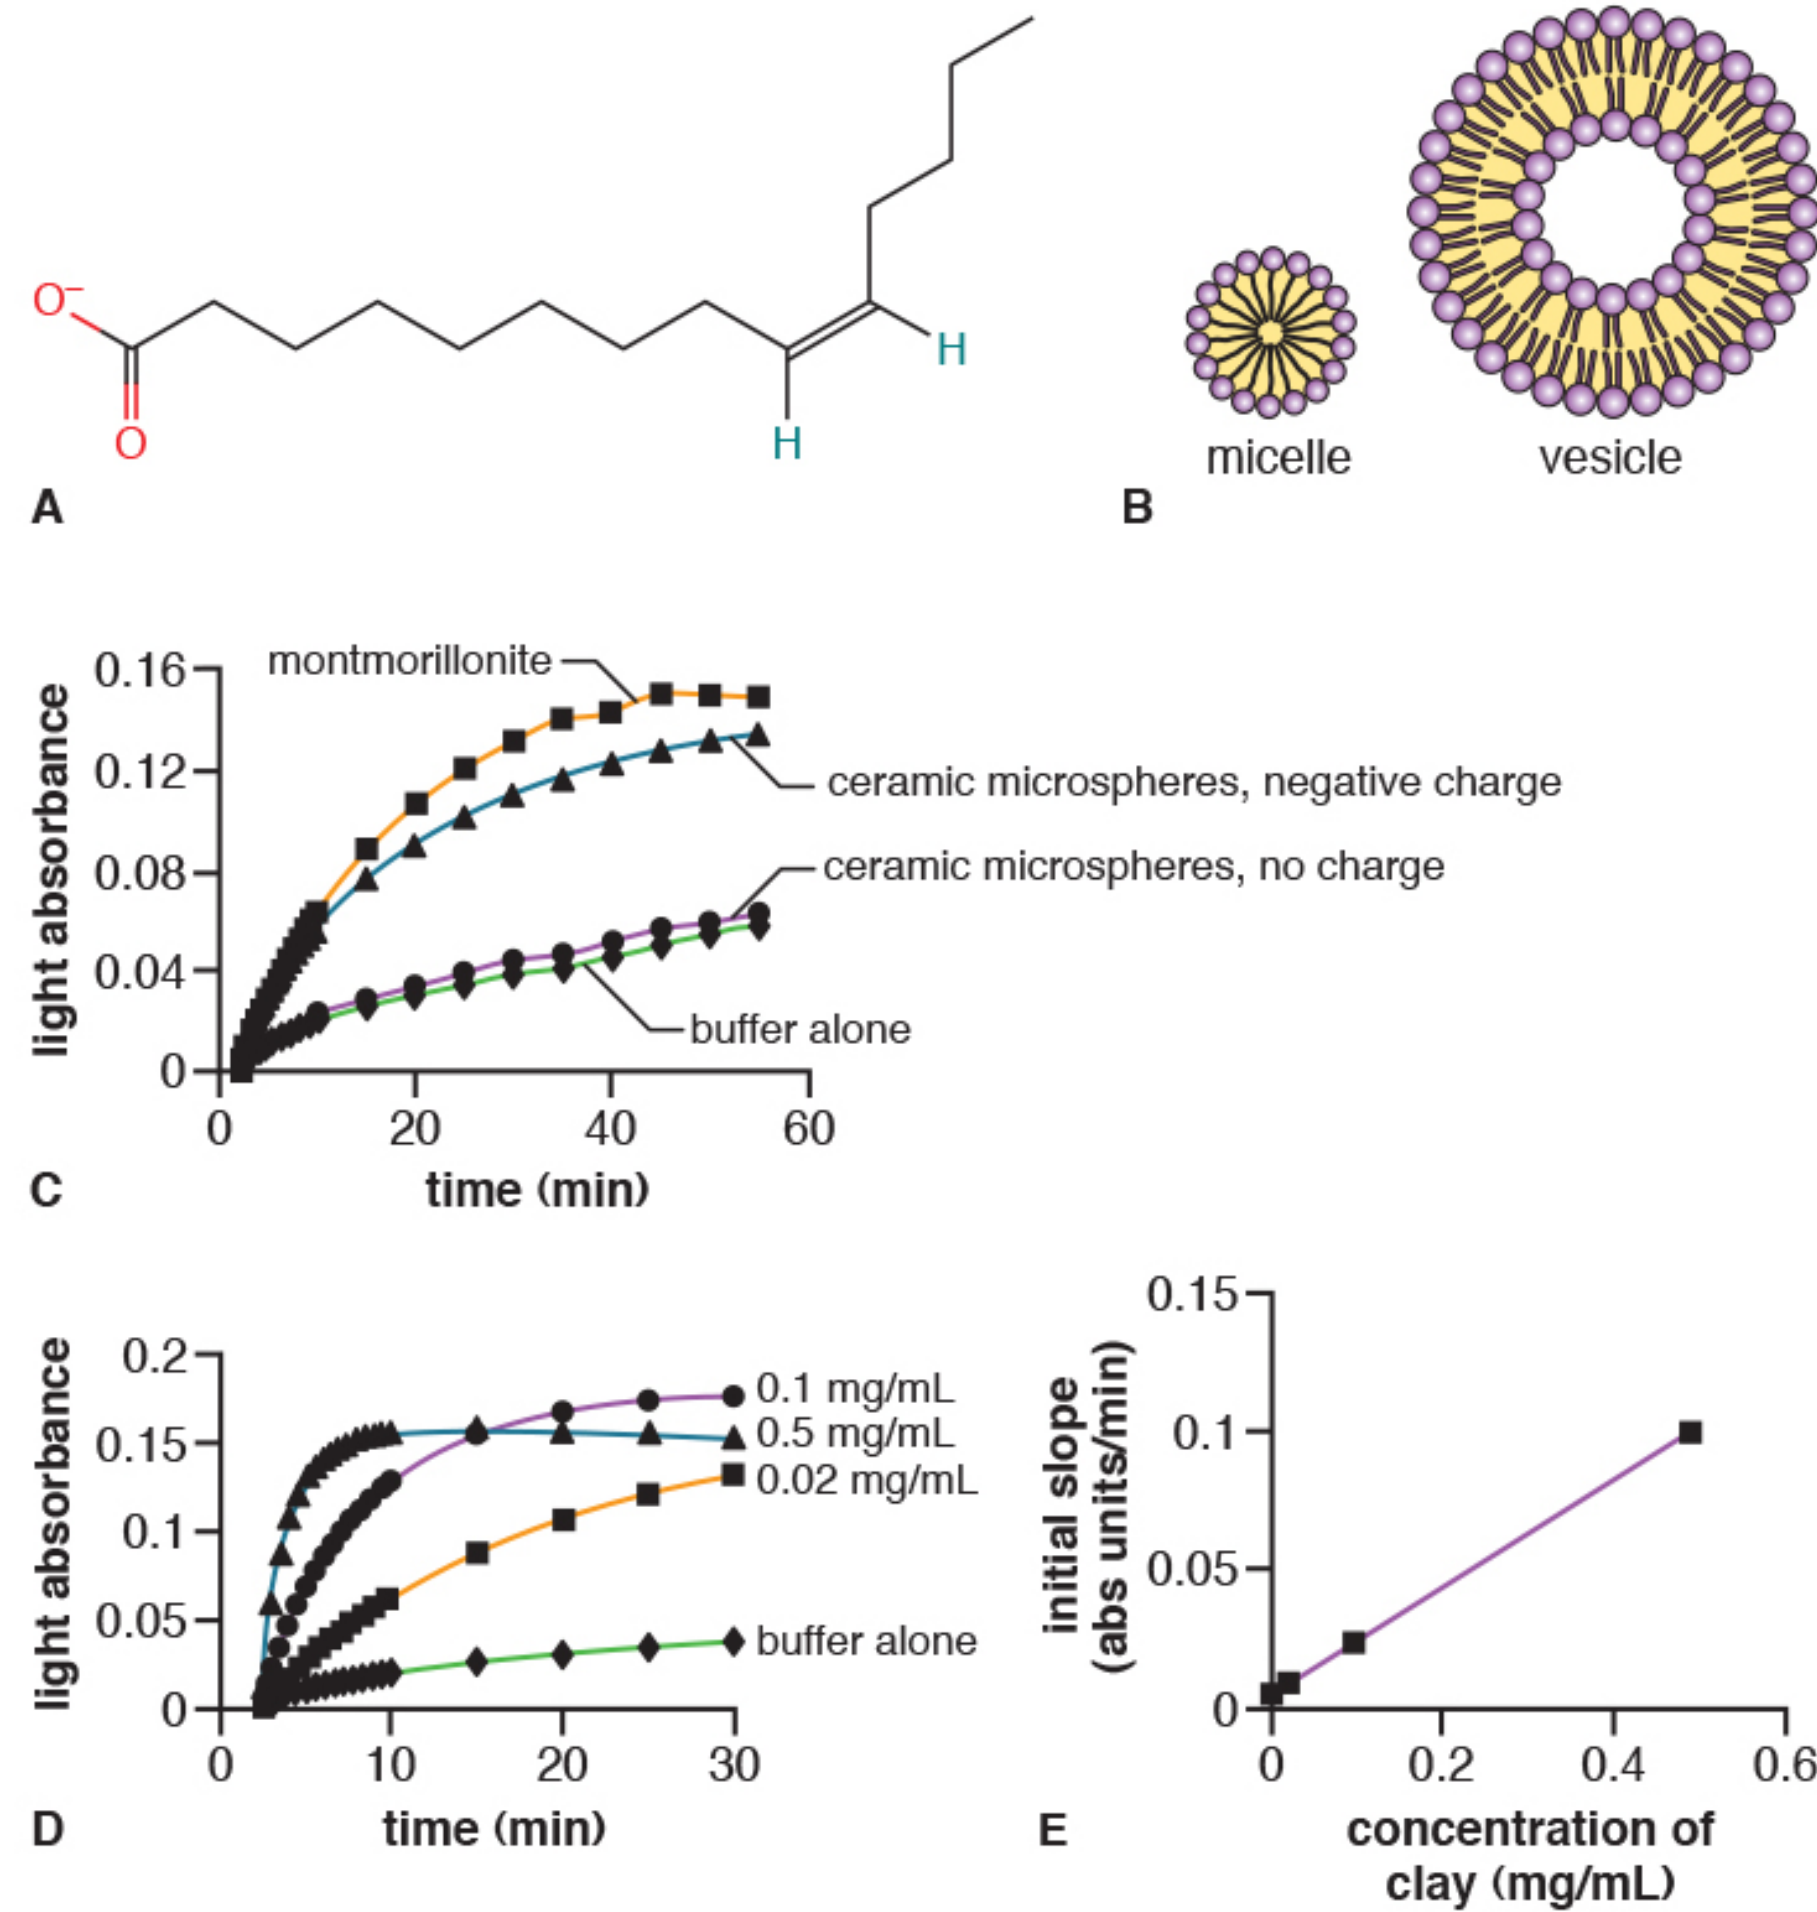 O−
O
H
H
A
micelle
vesicle
B
light absorbance
0.16
0.12
0.08
0.04
0
0
20
40
60
time (min)
montmorillonite
ceramic microspheres, negative charge
ceramic microspheres, no charge
buffer alone
C
light absorbance
0.2
0.15
0.1
0.05
0
0
10
20
30
time (min)
0.1 mg/mL
0.5 mg/mL
0.02 mg/mL
buffer alone
D
initial slope
(abs units/min)
0.15
0.1
0.05
0
0
0.2
0.4
0.6
concentration of
clay (mg/mL)
E